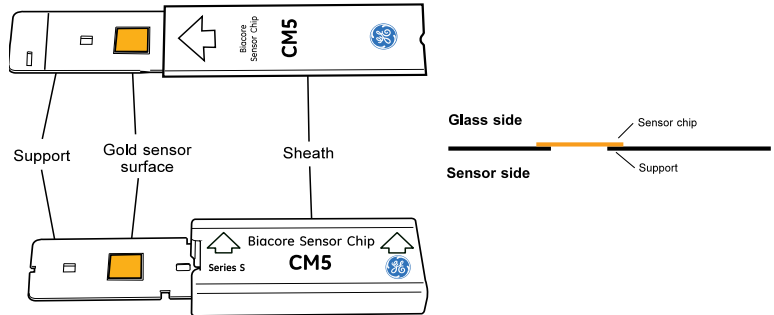 Biacore
Sensor Chip
CM5
Support
Gold sensor
surface
Sheath
Biacore Sensor Chip
Series S
CM5
Glass side
Sensor chip
Sensor side
Support